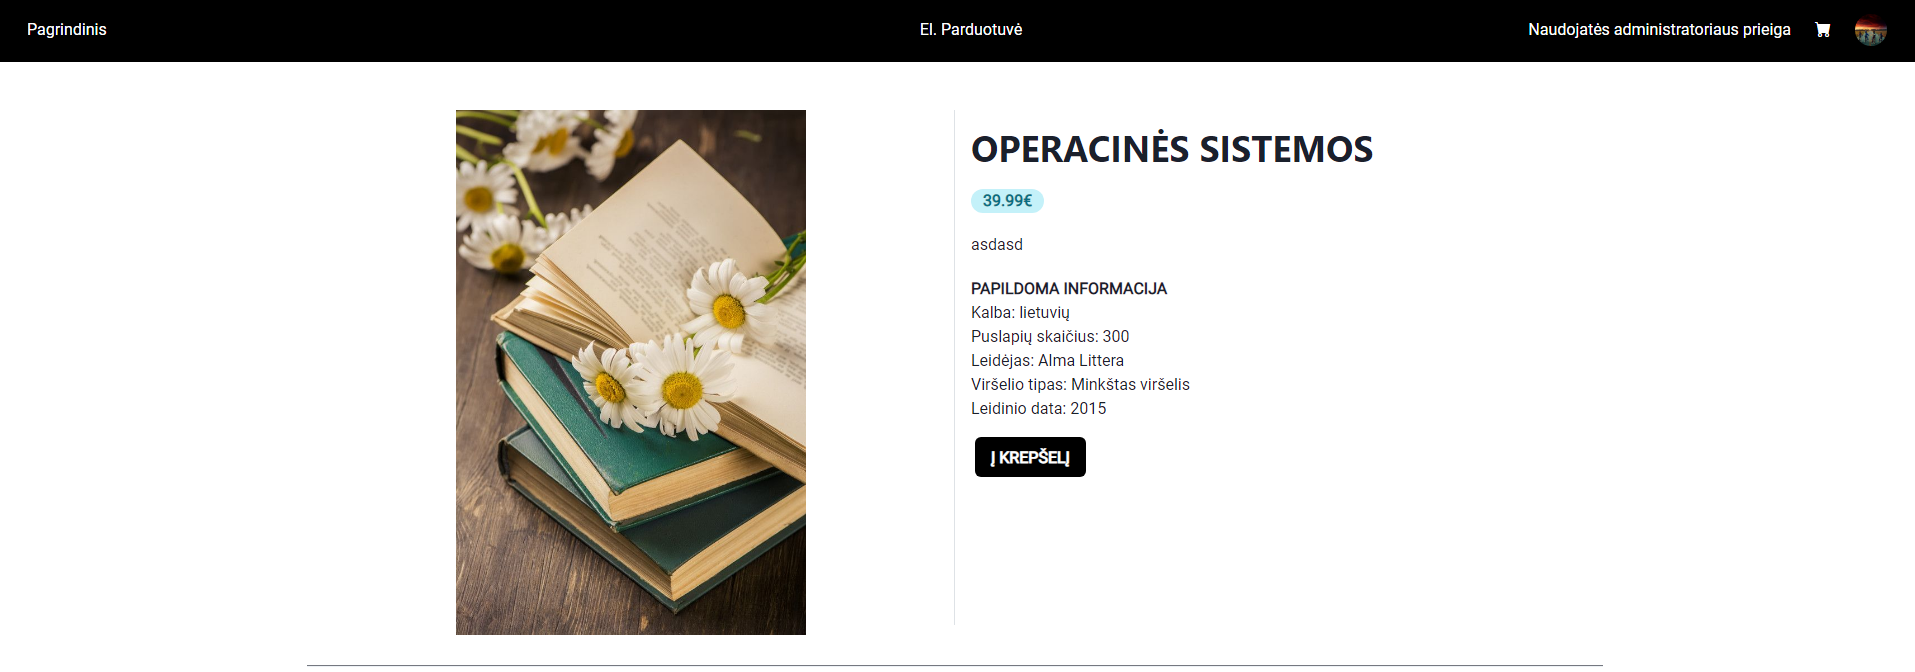 Pagrindinis
El. Parduotuvė
Naudojatės administratoriaus prieiga
OPERACINĖS SISTEMOS
39.99€
asdasd
PAPILDOMA INFORMACIJA
Kalba: lietuvių
Puslapių skaičius: 300
Leidėjas: Alma Littera
Viršelio tipas: Minkštas viršelis
Leidinio data: 2015
Į KREPŠELĮ